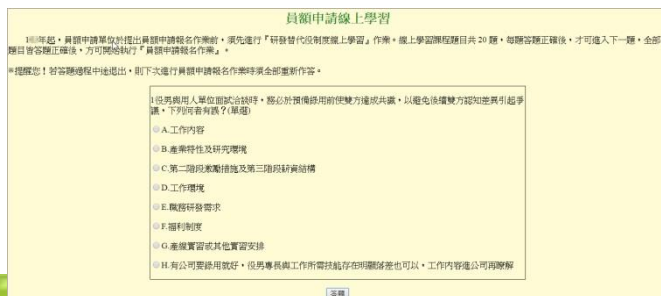 員額申請線上學習
年起，員額申請單位於提出員額申請報名作業前，須先進行『研發替代役制度線上學習』作業。線上學習課程題目共 20 題，每題答題正確後，才可進入下一題，全部
題目皆答題正確後，方可開始執行『員額申請報名作業』。
※提醒您！若答題過程中途退出，則下次進行員額申請報名作業時須全部重新作答。
1役男與用人單位面試洽談時，務必於預備錄用前使雙方達成共識，以避免後續雙方認知差異引起爭
議，下列何者有誤？(單選)
A.工作內容
B.產業特性及研究環境
C.第二階段激勵措施及第三階段薪資結構
D.工作環境
E.職務研發需求
F.福利制度
G.產線實習或其他實習安排
H.有公司要錄用就好，役男專長與工作所需技能存在明顯落差也可以，工作內容進公司再瞭解
答題